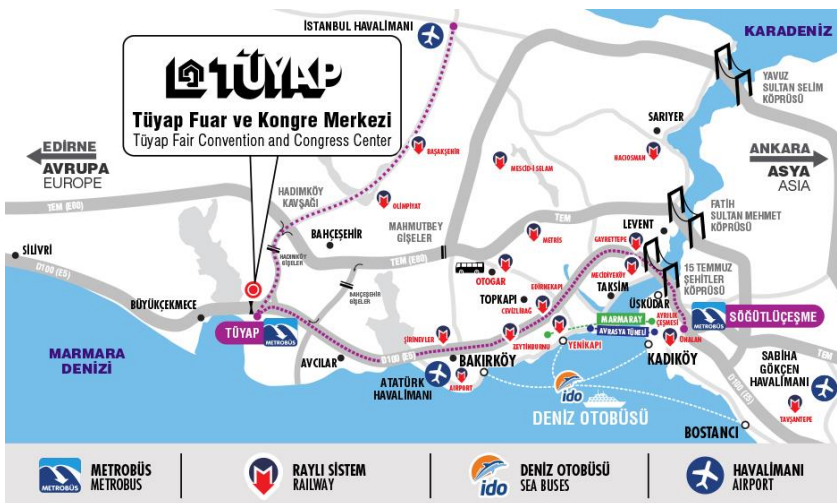 İSTANBUL HAVALİMANI
KARADENİZ
TÜYAP
Tüyap Fuar ve Kongre Merkezi
Tüyap Fair Convention and Congress Center
YAVUZ
SULTAN SELİM
KÖPRÜSÜ
SARIYER
EDİRNE
AVRUPA
EUROPE
BAŞAKŞEHİR
MESCİD-İ SELAM
HACIOSMAN
ANKARA
ASYA
ASIA
HADIMKÖY
KAVŞAĞI
OLİMPİYAT
TEM (E80)
FATİH
SULTAN MEHMET
KÖPRÜSÜ
MAHMUTBEY
GİŞELER
TEM
LEVENT
BAHÇEŞEHİR
METRİS
GAYRETTEPE
SİLİVRİ
HADIMKÖY
GİŞELER
TEM (E80)
D100 (E5)
OTOGAR
MECİDİYEKÖY
15 TEMMUZ
ŞEHİTLER
KÖPRÜSÜ
EDİRNEKAPI
TAKSİM
BAHÇEŞEHİR
GİŞELER
TOPKAPI
ÜSKÜDAR
BÜYÜKÇEKMECE
CEVİZLİBAĞ
MARMARAY
AYRILIK
ÇEŞMESİ
METROBÜS
SÖĞÜTLÜÇEŞME
TÜYAP
METROBÜS
AVRASYA TÜNELİ
ŞİRİNEVLER
ZEYTİNBURNU
YENİKAPI
ÜNALAN
MARMARA
DENİZİ
AVCILAR
D100 (E5)
BAKIRKÖY
KADIKÖY
SABİHA
GÖKÇEN
HAVALİMANI
ATATÜRK
HAVALİMANI
AIRPORT
D100 (E5)
ido
DENİZ OTOBÜSÜ
TAVŞANTEPE
BOSTANCI
METROBÜS
METROBÜS
METROBUS
RAYLI SİSTEM
RAILWAY
ido
DENİZ OTOBÜSÜ
SEA BUSES
HAVALİMANI
AIRPORT